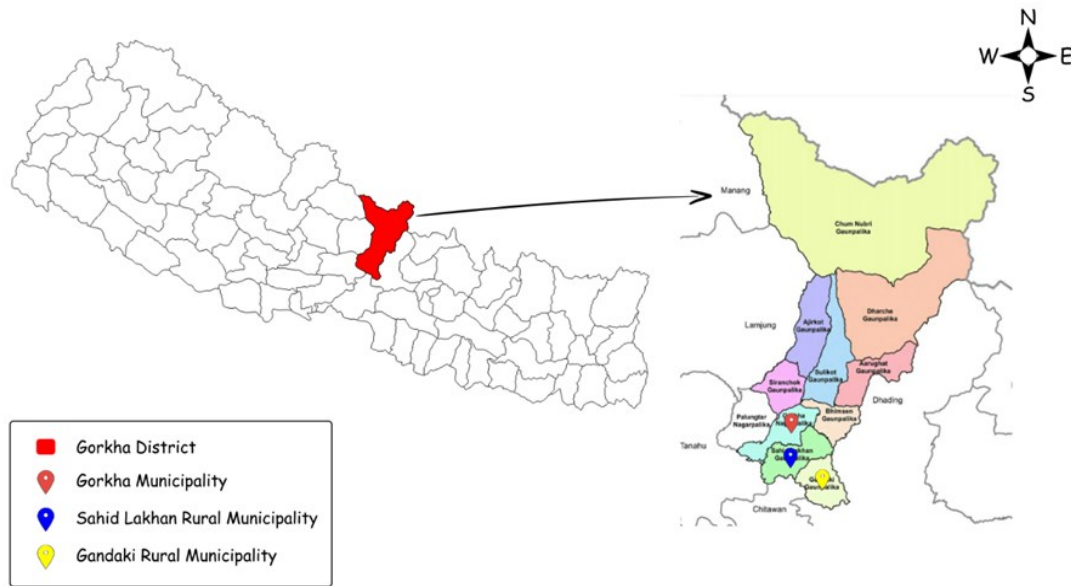 N
W E
S
Manang
Chum Nubri
Gaunpalika
Dharche
Gaunpalika
Ajirkot
Gaunpalika
Lamjung
Aarughat
Gaunpalika
Sulikot
Gaunpalika
Siranchok
Gaunpalika
Dhading
Bhimsen
Gaunpalika
Palungtar
Nagarpalika
Tanahu
Chitawan
Gorkha District
Gorkha Municipality
Sahid Lakhan Rural Municipality
Gandaki Rural Municipality